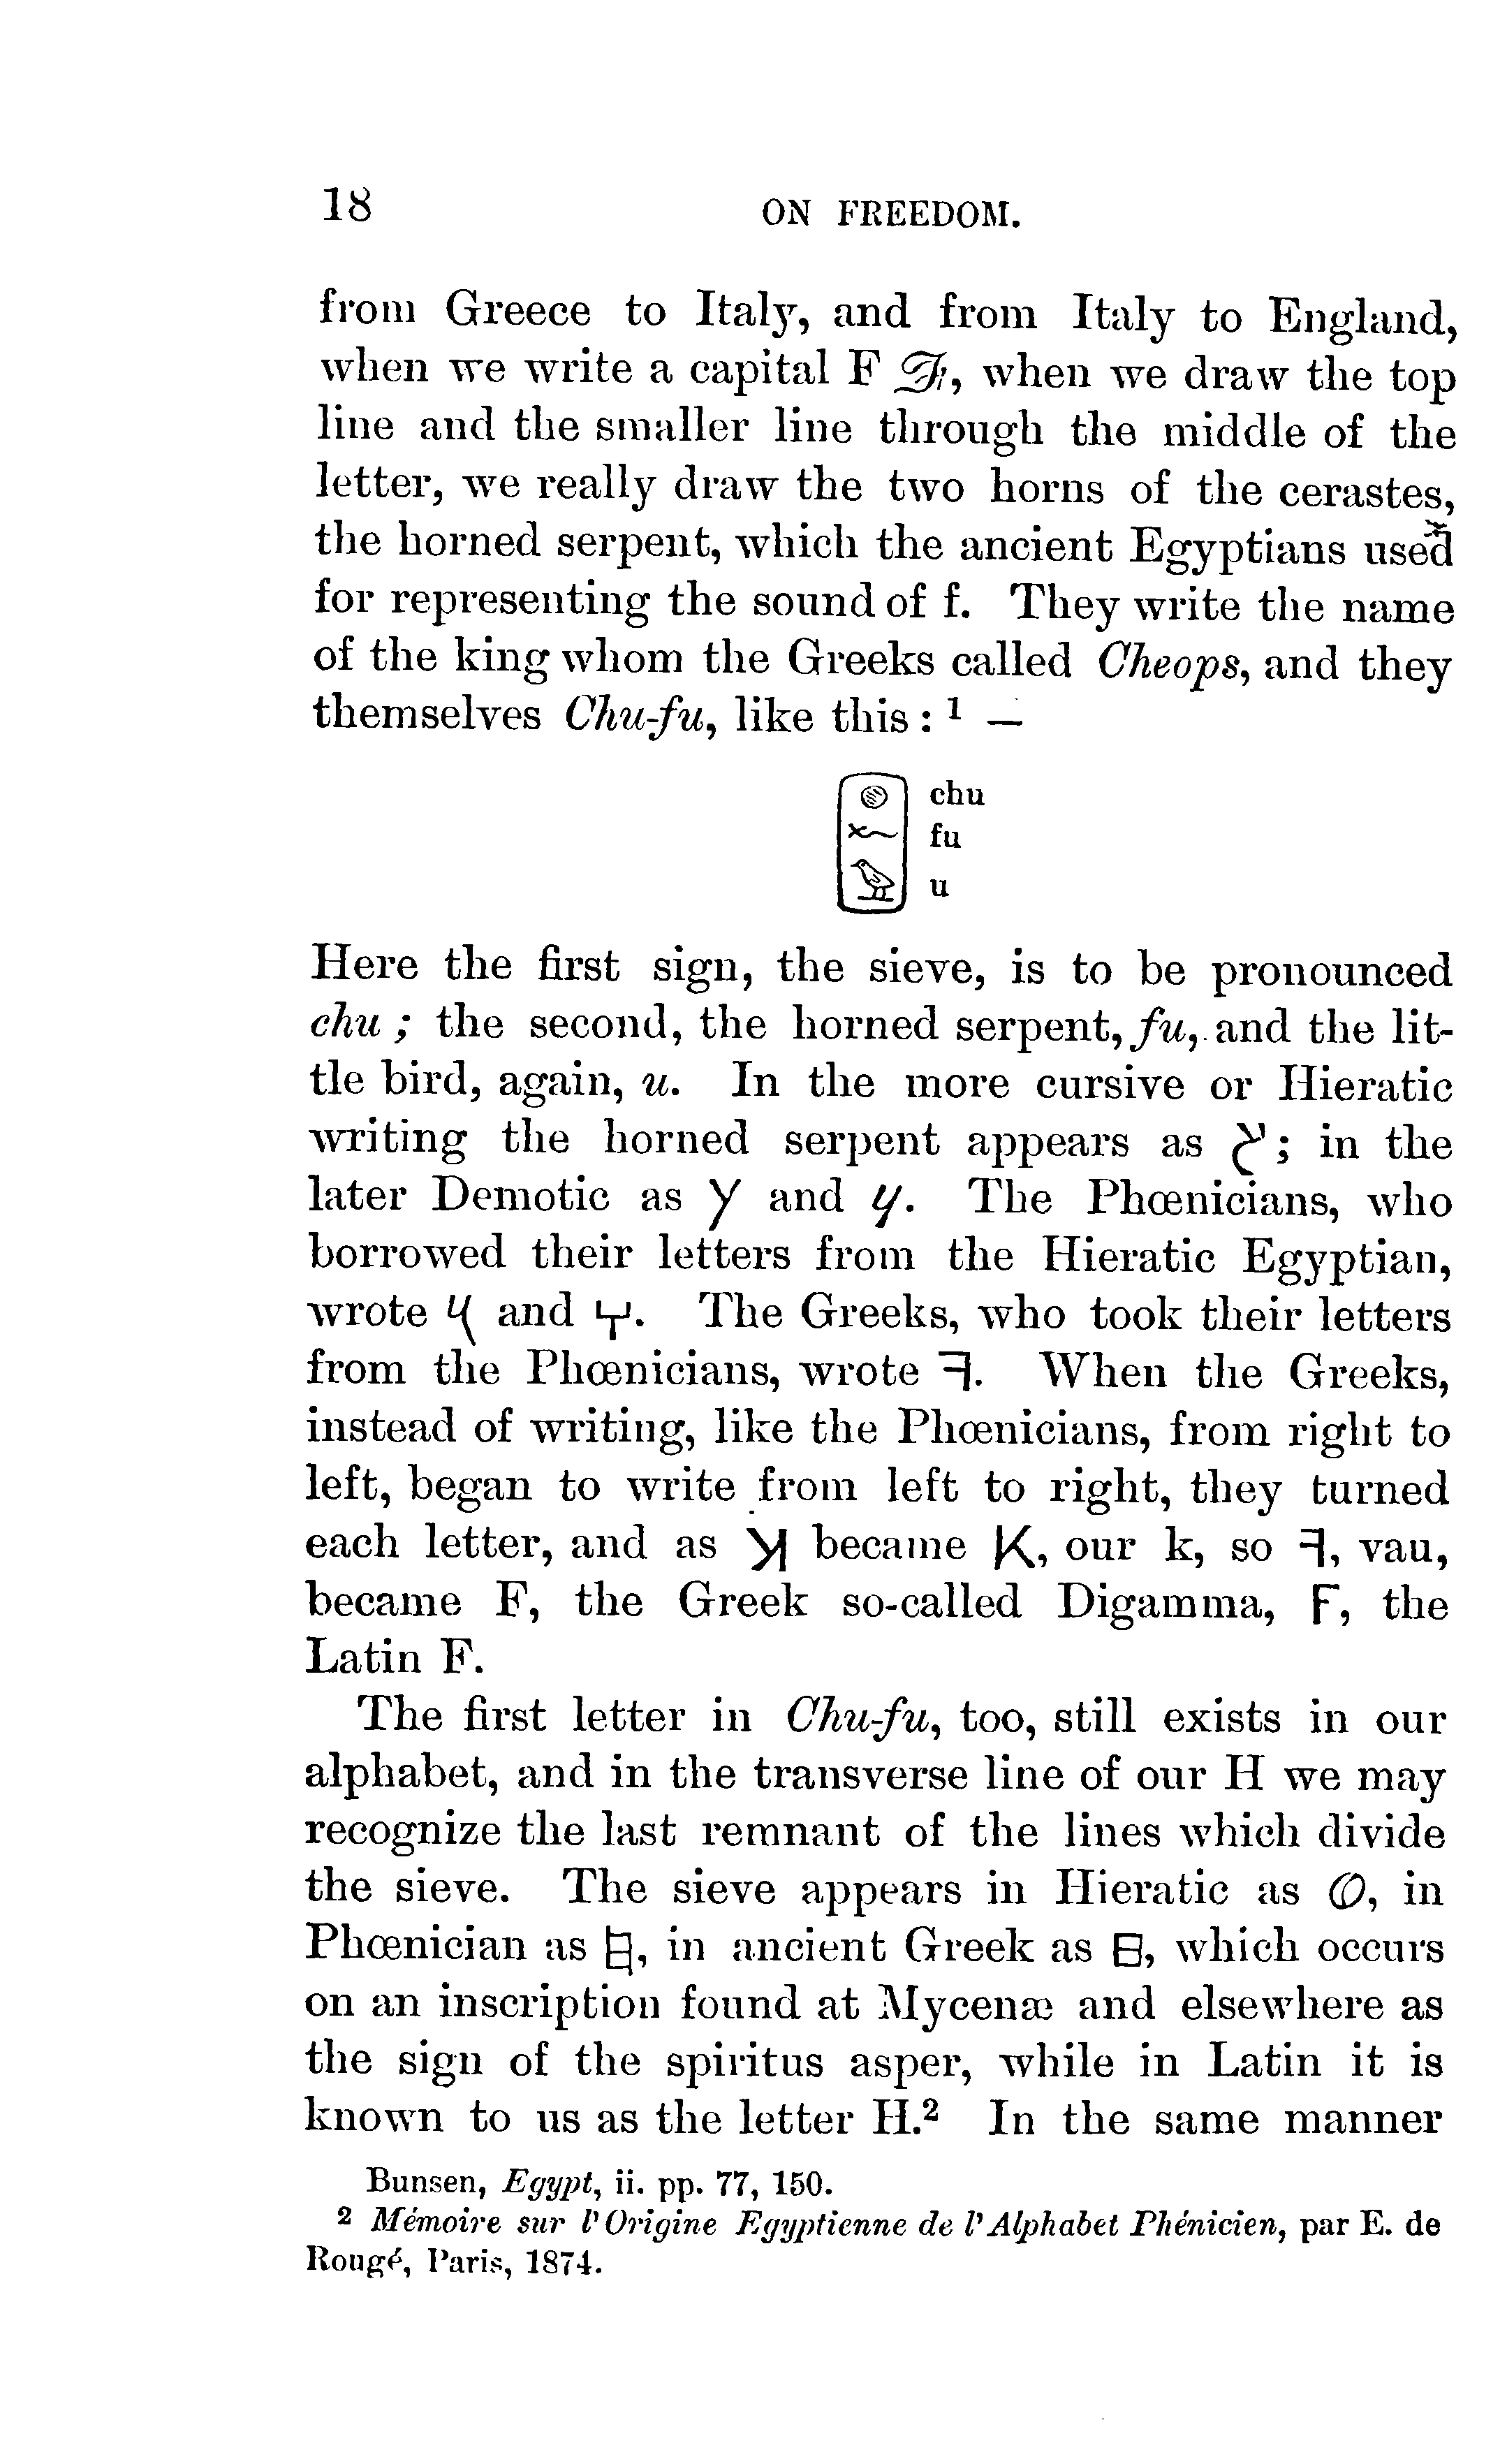 18 ON FREEDOM.
from Greece to Italy, and from Italy to England,
when we write a capital F ℱ, when we draw the top
line and the smaller line through the middle of the
letter, we really draw the two horns of the cerastes,
the horned serpent, which the ancient Egyptians used
for representing the sound of f. They write the name
of the king whom the Greeks called Cheops, and they
themselves Chu-fu, like this : ¹ —
chu
fu
u
Here the first sign, the sieve, is to be pronounced
chu ; the second, the horned serpent, fu, and the lit-
tle bird, again, u. In the more cursive or Hieratic
writing the horned serpent appears as ; in the
later Demotic as y and y. The Phœnicians, who
borrowed their letters from the Hieratic Egyptian,
wrote and . The Greeks, who took their letters
from the Phœnicians, wrote ꟻ. When the Greeks,
instead of writing, like the Phœnicians, from right to
left, began to write from left to right, they turned
each letter, and as 𐤊 became K, our k, so ꟻ, vau,
became F, the Greek so-called Digamma, F, the
Latin F.
The first letter in Chu-fu, too, still exists in our
alphabet, and in the transverse line of our H we may
recognize the last remnant of the lines which divide
the sieve. The sieve appears in Hieratic as , in
Phœnician as , in ancient Greek as 日, which occurs
on an inscription found at Mycenæ and elsewhere as
the sign of the spiritus asper, while in Latin it is
known to us as the letter H.² In the same manner
Bunsen, Egypt, ii. pp. 77, 150.
² Mémoire sur l'Origine Egyptienne de l'Alphabet Phénicien, par E. de
Rougé, Paris, 1874.